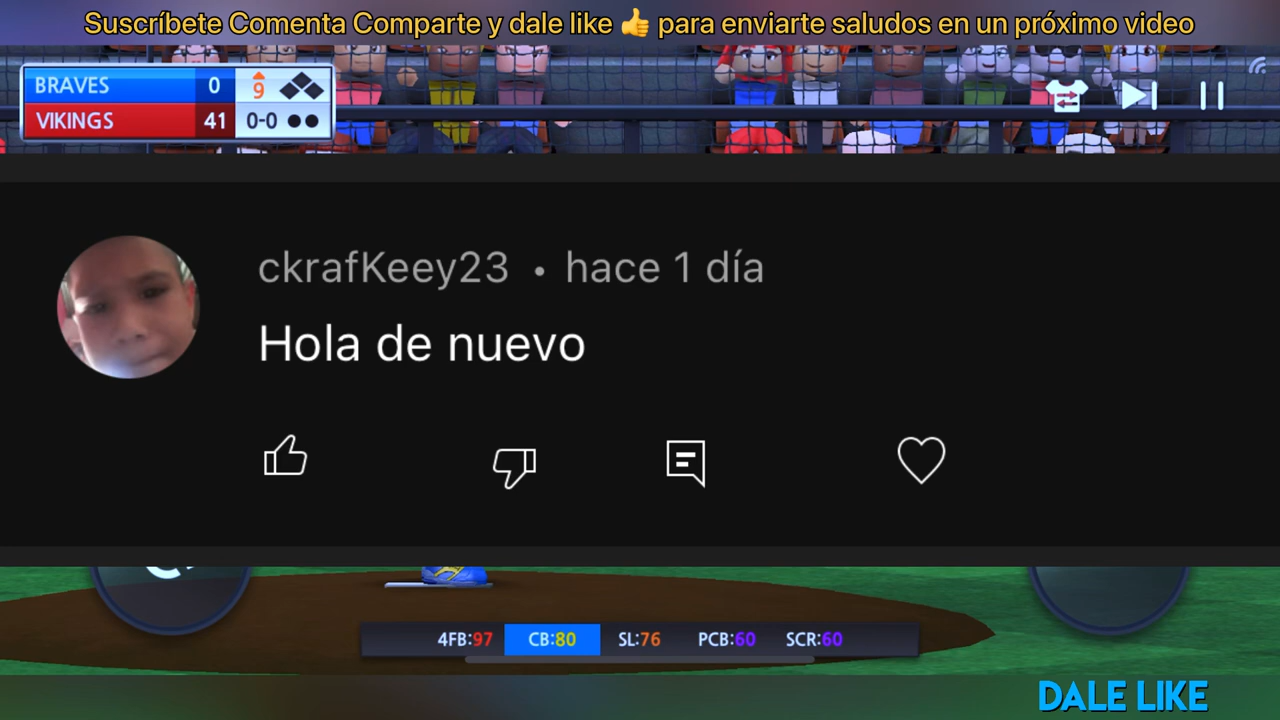 Suscríbete Comenta Comparte y dale like 👍 para enviarte saludos en un próximo video
BRAVES 0 9
VIKINGS 41 0-0
ckrafKeey23 • hace 1 día
Hola de nuevo
4FB:97 CB:80 SL:76 PCB:60 SCR:60
DALE LIKE